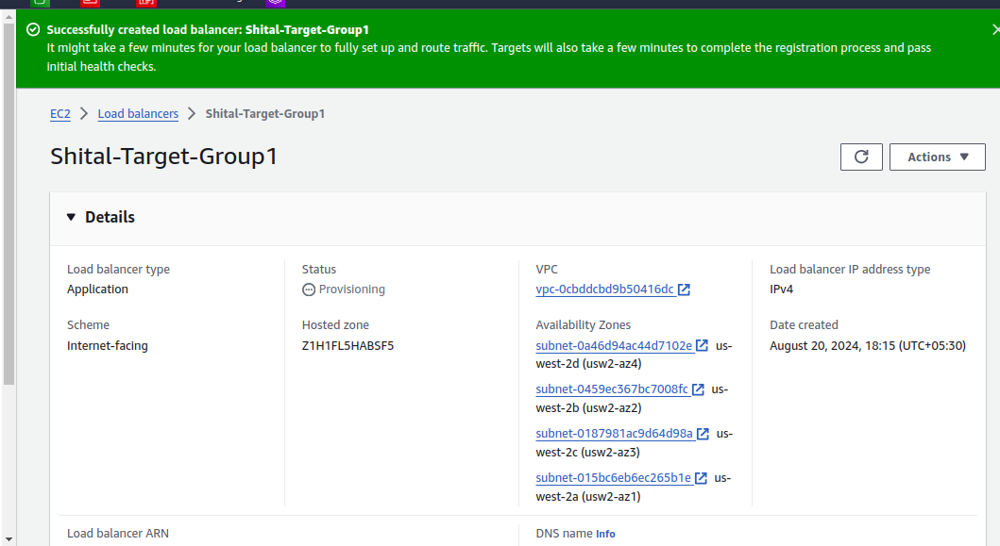 Successfully created load balancer: Shital-Target-Group1
It might take a few minutes for your load balancer to fully set up and route traffic. Targets will also take a few minutes to complete the registration process and pass
initial health checks.
EC2 > Load balancers > Shital-Target-Group1
Shital-Target-Group1
Actions
Details
Load balancer type
Application
Scheme
Internet-facing
Status
Provisioning
Hosted zone
Z1H1FL5HABSF5
VPC
vpc-0cbddcbd9b50416dc
Availability Zones
subnet-0a46d94ac44d7102e us-
west-2d (usw2-az4)
subnet-0459ec367bc7008fc us-
west-2b (usw2-az2)
subnet-0187981ac9d64d98a us-
west-2c (usw2-az3)
subnet-015bc6eb6ec265b1e us-
west-2a (usw2-az1)
Load balancer IP address type
IPv4
Date created
August 20, 2024, 18:15 (UTC+05:30)
Load balancer ARN
DNS name Info